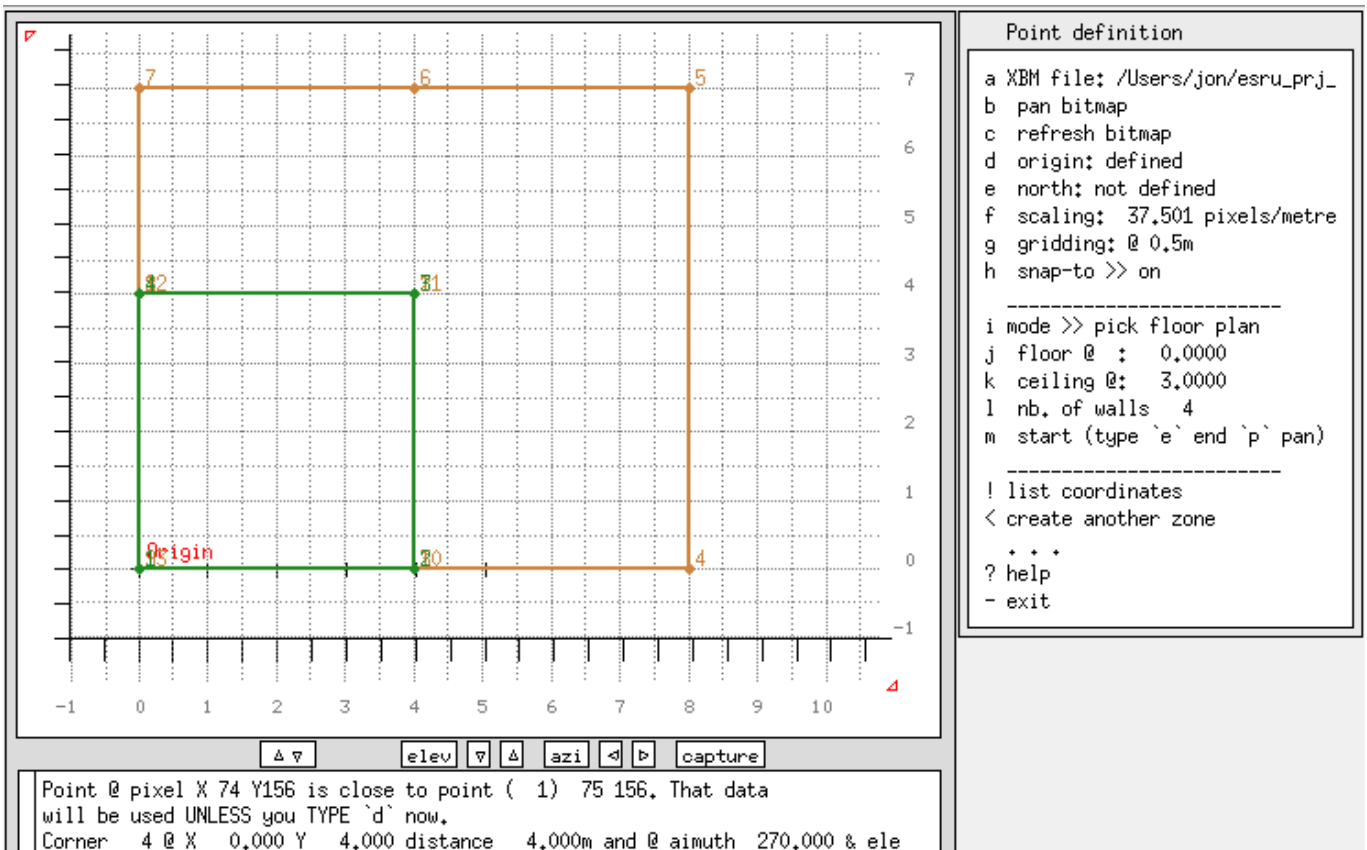 Point definition
a XBM file: /Users/jon/esru_prj_
b pan bitmap
c refresh bitmap
d origin: defined
e north: not defined
f scaling: 37.501 pixels/metre
g gridding: @ 0.5m
h snap-to >> on
i mode >> pick floor plan
j floor @ : 0.0000
k ceiling @: 3.0000
l nb. of walls 4
m start (type `e` end `p` pan)
! list coordinates
< create another zone
. . .
? help
- exit
7 6 5
7
6
5
4
3
2
1
Origin
4
0
-1
-1 0 1 2 3 4 5 6 7 8 9 10
elev azi capture
Point @ pixel X 74 Y156 is close to point ( 1) 75 156. That data
will be used UNLESS you TYPE `d` now.
Corner 4 @ X 0.000 Y 4.000 distance 4.000m and @ aimuth 270.000 & ele